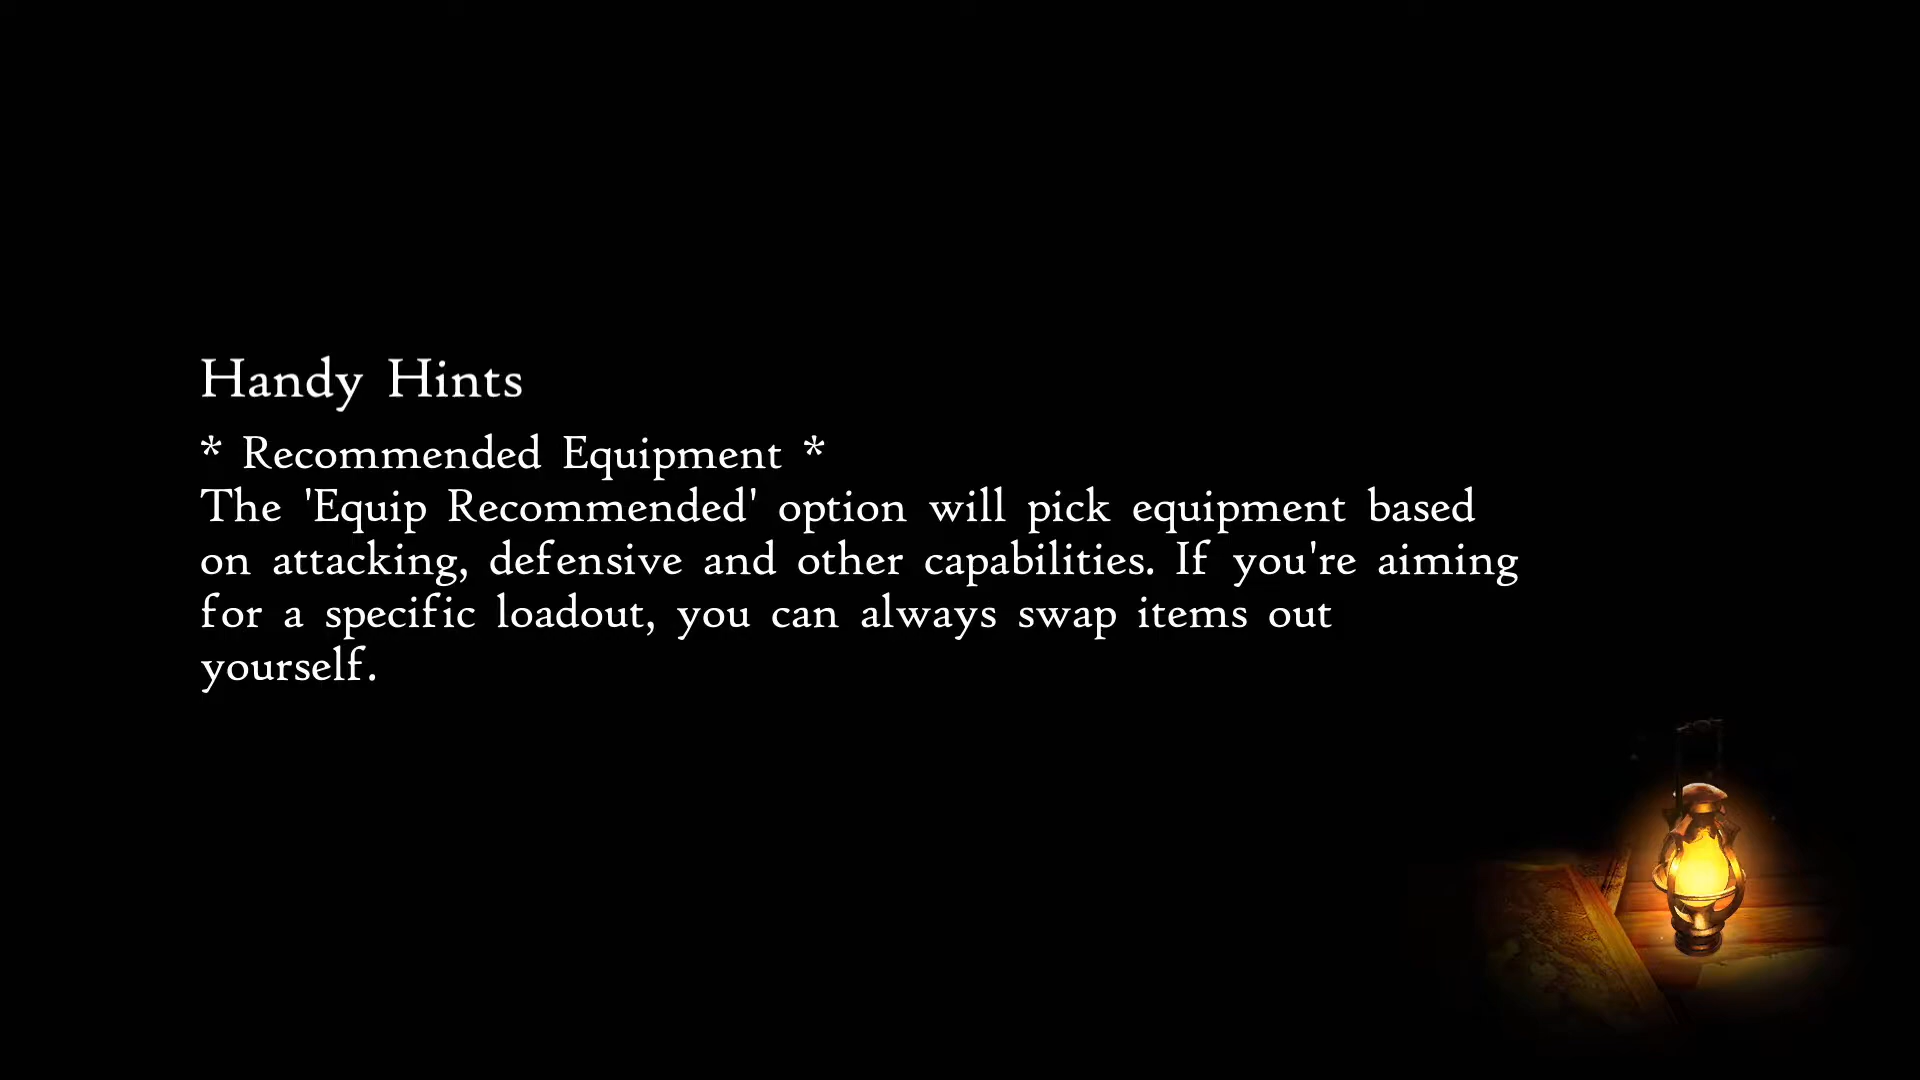 Handy Hints
* Recommended Equipment *
The 'Equip Recommended' option will pick equipment based
on attacking, defensive and other capabilities. If you're aiming
for a specific loadout, you can always swap items out
yourself.